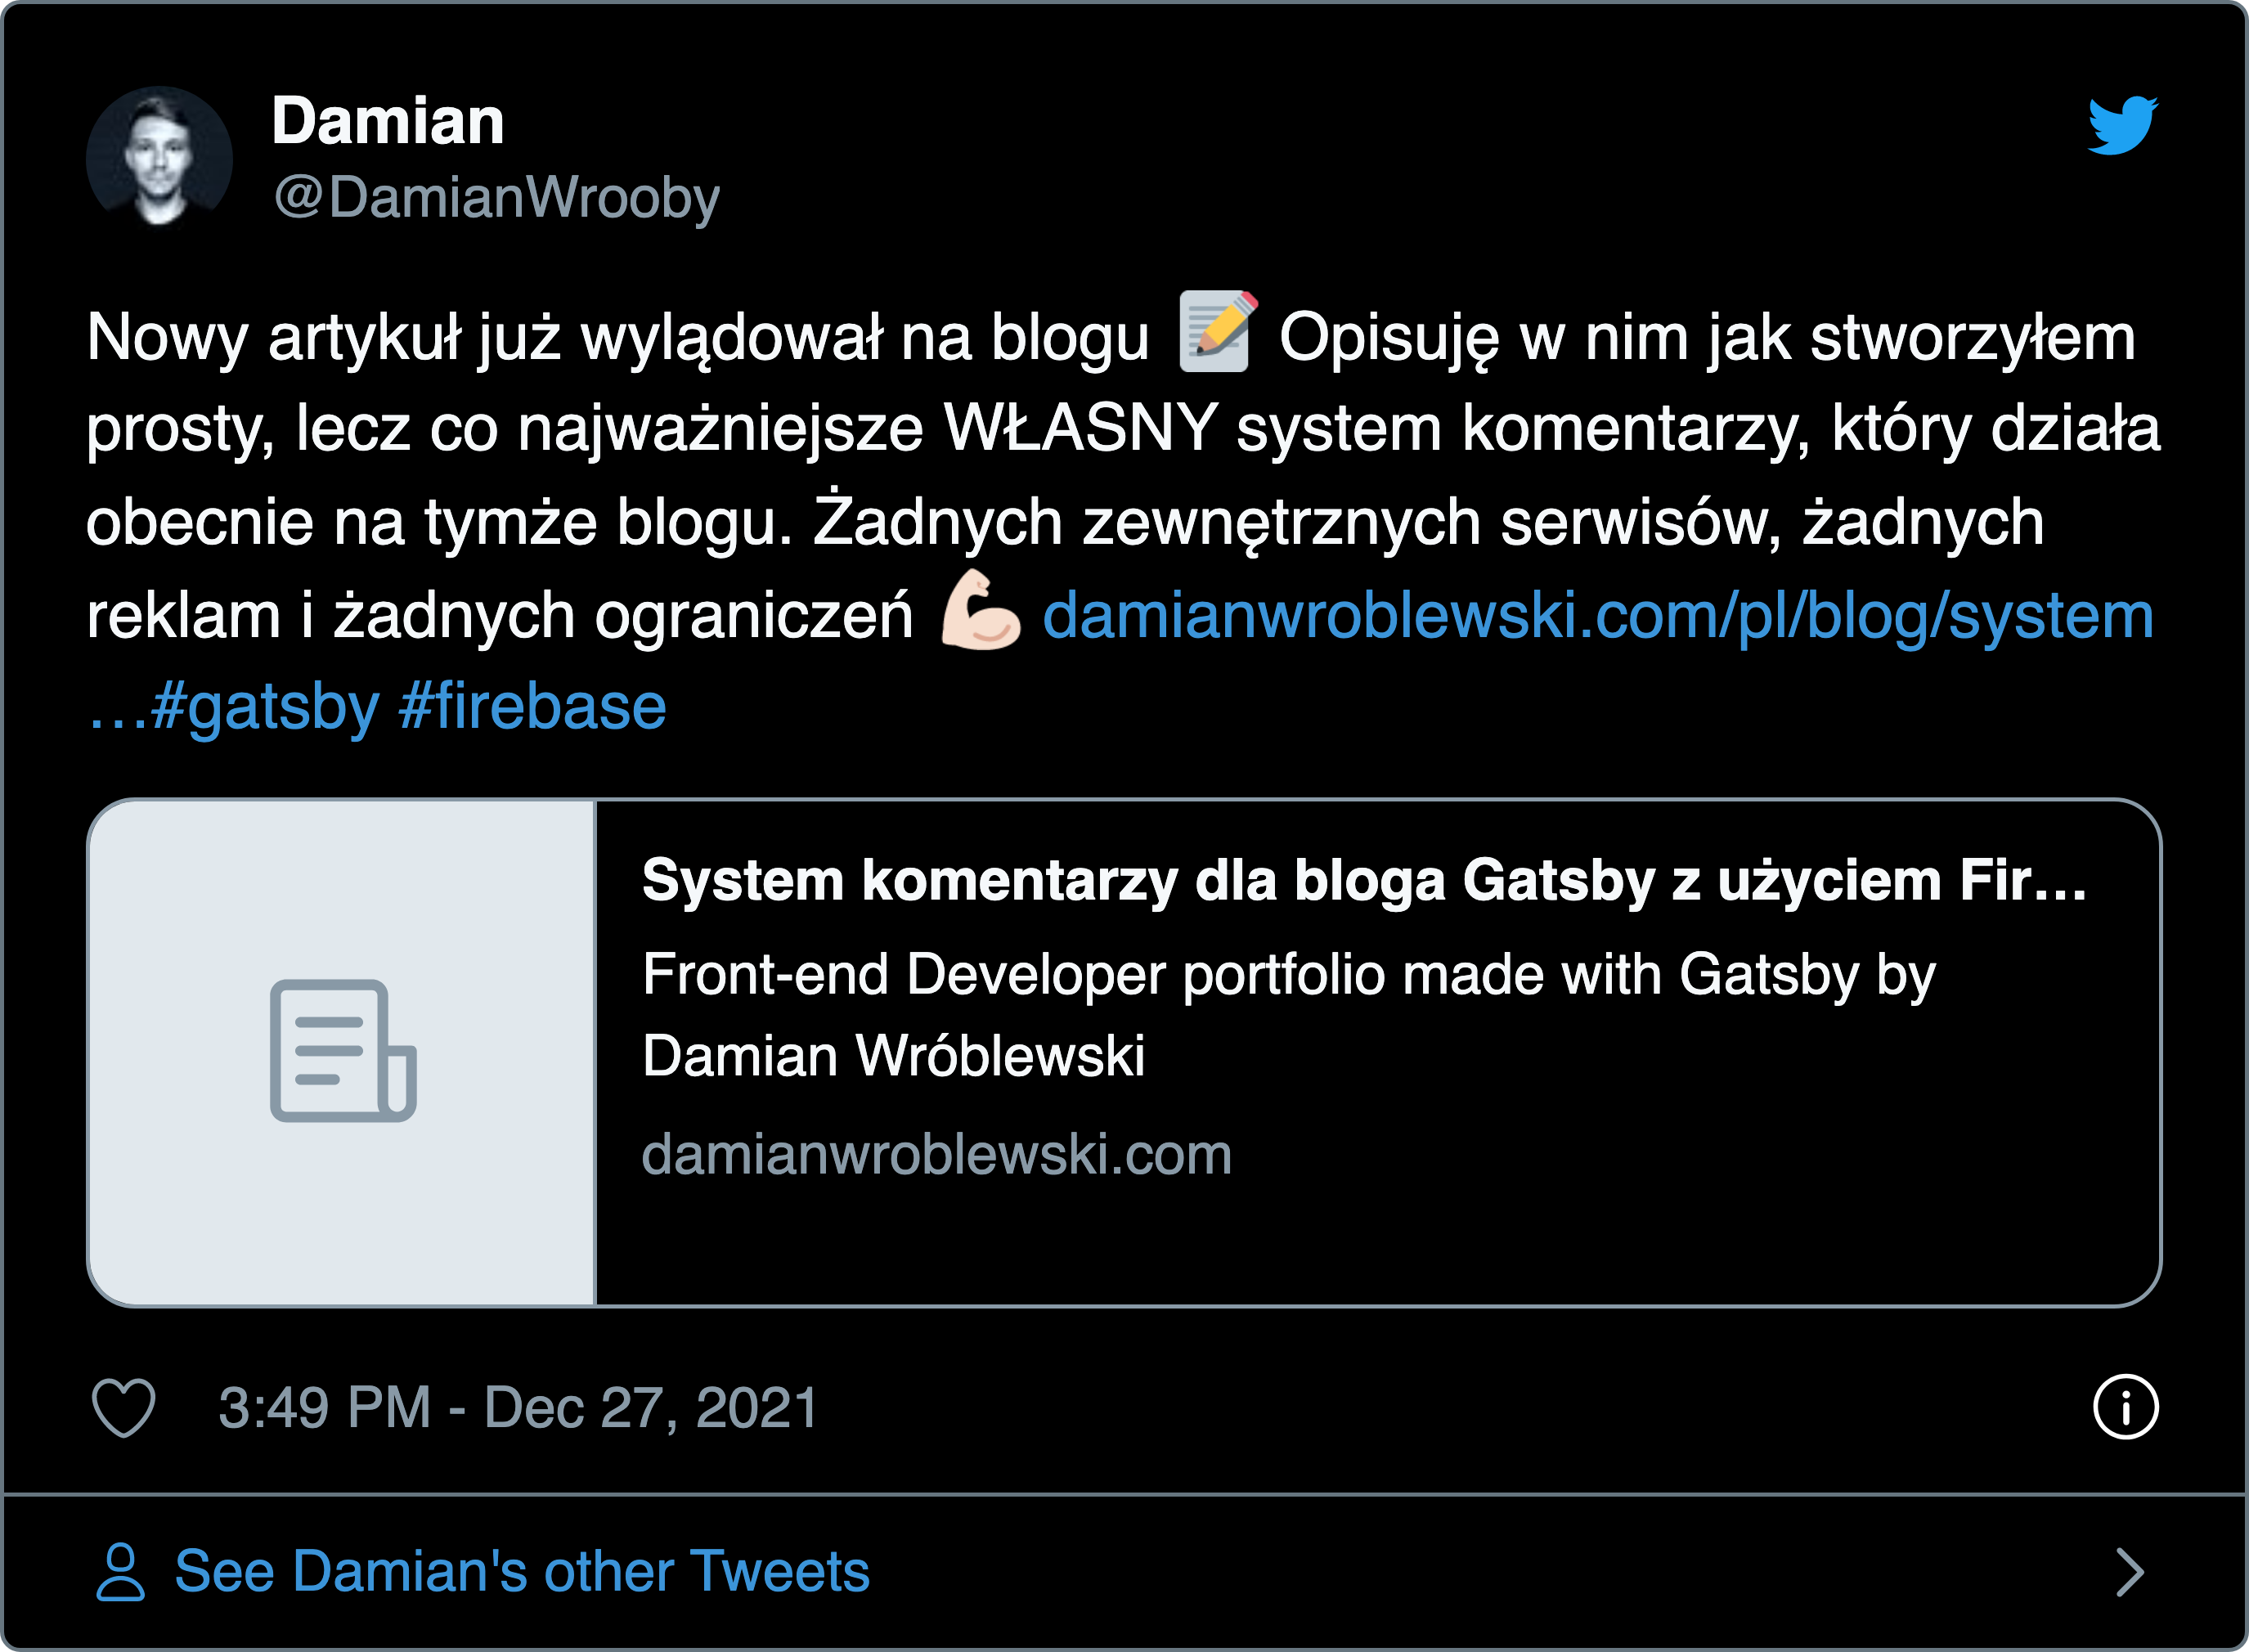 Damian
@DamianWrooby
Nowy artykuł już wylądował na blogu 📝 Opisuję w nim jak stworzyłem
prosty, lecz co najważniejsze WŁASNY system komentarzy, który działa
obecnie na tymże blogu. Żadnych zewnętrznych serwisów, żadnych
reklam i żadnych ograniczeń 💪🏻 damianwroblewski.com/pl/blog/system
…#gatsby #firebase
System komentarzy dla bloga Gatsby z użyciem Fir…
Front-end Developer portfolio made with Gatsby by
Damian Wróblewski
damianwroblewski.com
3:49 PM - Dec 27, 2021
See Damian's other Tweets